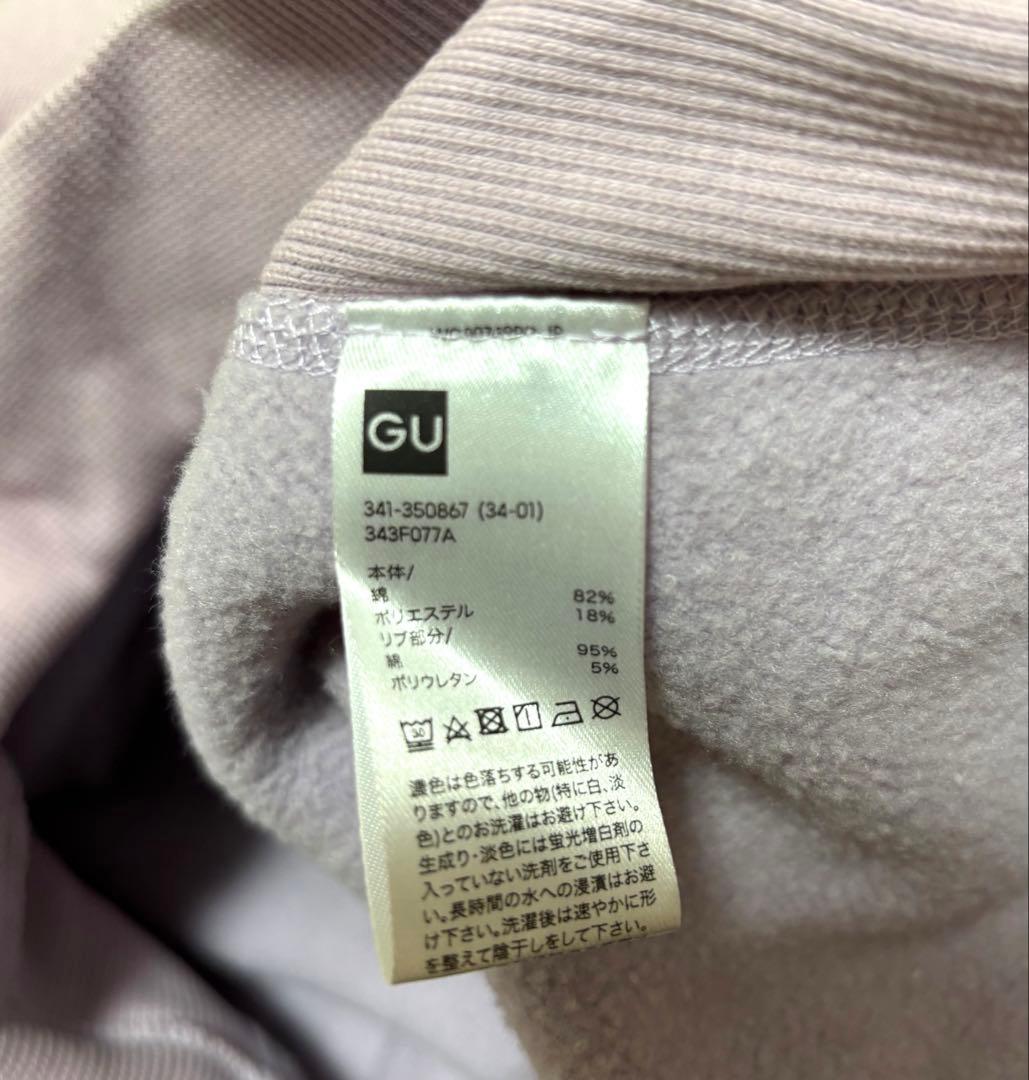 GU
341-350867 (34-01)
343F077A
本体/
綿 82%
ポリエステル 18%
リブ部分/
綿 95%
ポリウレタン 5%
30
濃色は色落ちする可能性があ
りますので、他の物(特に白、淡
色)とのお洗濯はお避け下さい。
生成り・淡色には蛍光増白剤の
入っていない洗剤をご使用下さ
い。長時間の水への浸漬はお避
け下さい。洗濯後は速やかに形
を整えて陰干しをして下さい。